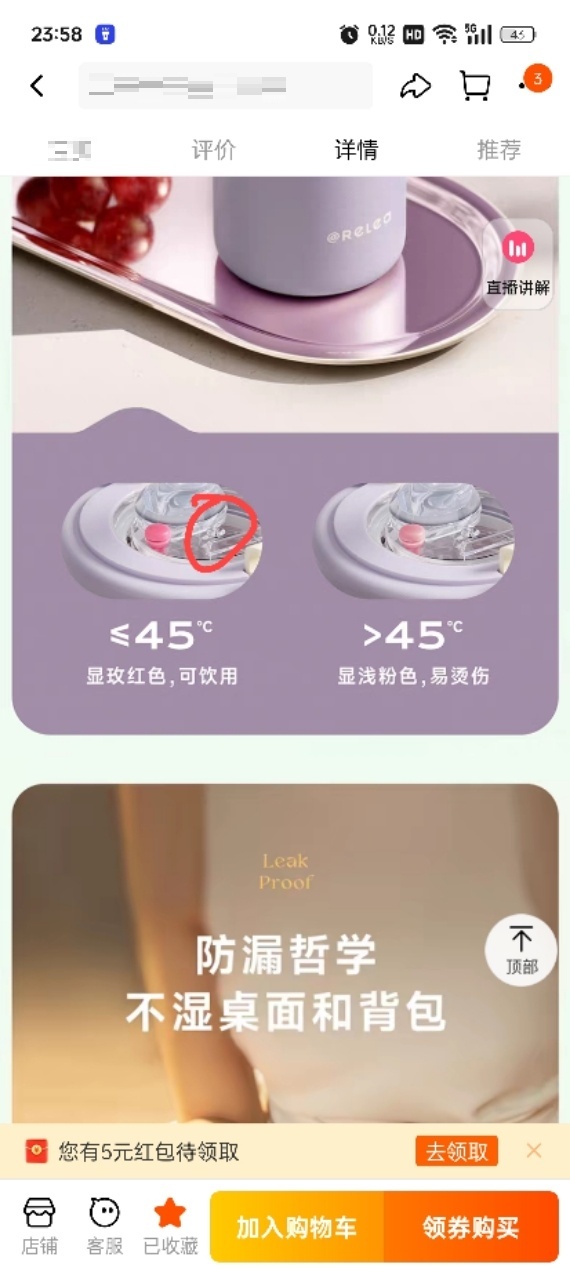 23:58
0.12
KB/S
HD
5G
43
3
评价
详情
推荐
@RELEA
直播讲解
≤45℃
>45℃
显玫红色,可饮用
显浅粉色,易烫伤
Leak
Proof
防漏哲学
顶部
不湿桌面和背包
您有5元红包待领取
去领取
店铺
客服
已收藏
加入购物车
领券购买